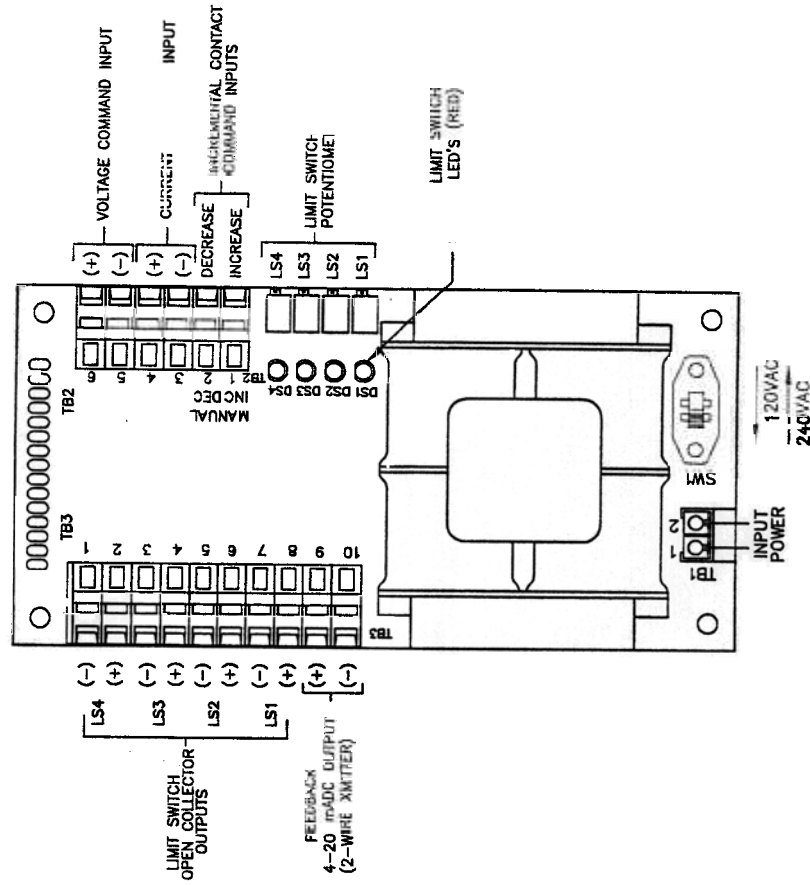 VOLTAGE COMMAND INPUT
CURRENT INPUT
INCREMENTAL CONTACT
COMMAND INPUTS
(+)
(-)
(+)
(-)
DECREASE
INCREASE
LIMIT SWITCH
POTENTIOMET
LS4
LS3
LS2
LS1
LIMIT SWITCH
LED'S (RED)
TB2
6
5
4
3
2
1
TB2
MANUAL
INC DEC
DS4
DS3
DS2
DS1
TB3
1
2
3
4
5
6
7
8
9
10
TB3
(-)
(+)
(-)
(+)
(-)
(+)
(-)
(+)
(+)
(-)
LS4
LS3
LS2
LS1
LIMIT SWITCH
OPEN COLLECTOR
OUTPUTS
FEEDBACK
4-20 mADC OUTPUT
(2-WIRE XMITTER)
SW1
120VAC
240VAC
TB1
1
2
INPUT
POWER